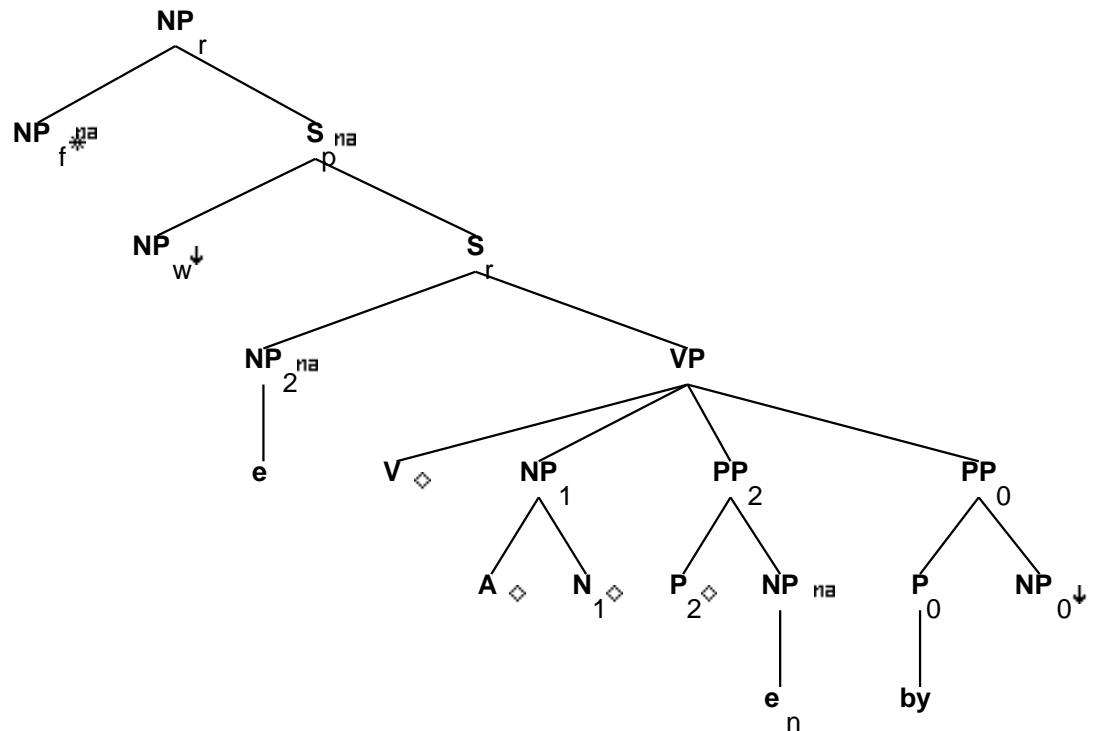 NP r
NP f * na S p na
NP w ↓ S r
NP 2 na VP
e V ◇ NP 1 PP 2 PP 0
A ◇ N 1 ◇ P 2 ◇ NP na P 0 NP 0 ↓
e n by